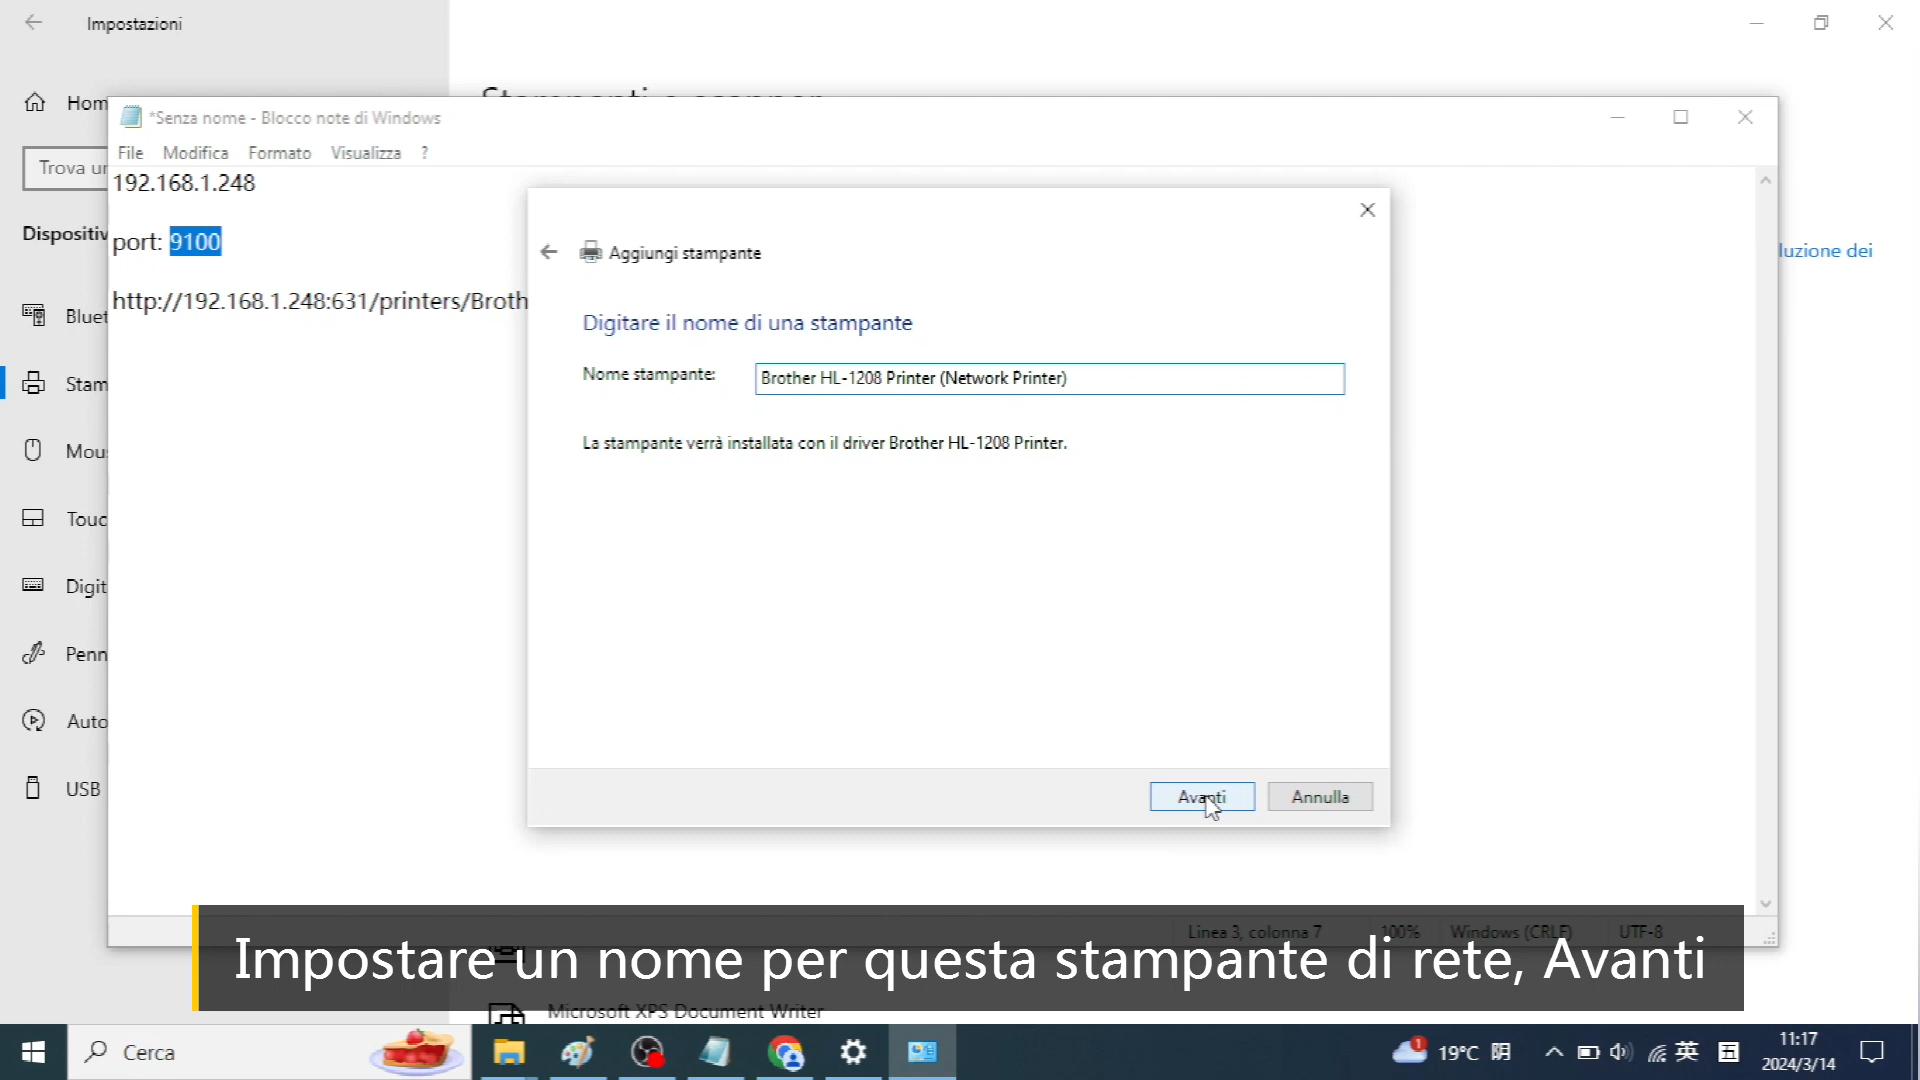 Impostazioni
Hom
*Senza nome - Blocco note di Windows
File Modifica Formato Visualizza ?
Trova un
192.168.1.248
Dispositiv
port: 9100
luzione dei
Aggiungi stampante
http://192.168.1.248:631/printers/Broth
Bluet
Digitare il nome di una stampante
Nome stampante: Brother HL-1208 Printer (Network Printer)
Stam
La stampante verrà installata con il driver Brother HL-1208 Printer.
Mous
Touc
Digit
Penn
Auto
USB
Avanti Annulla
Linea 3, colonna 7 100% Windows (CRLF) UTF-8
Impostare un nome per questa stampante di rete, Avanti
Microsoft XPS Document Writer
Cerca
1
19°C 阴
英
五
11:17
2024/3/14